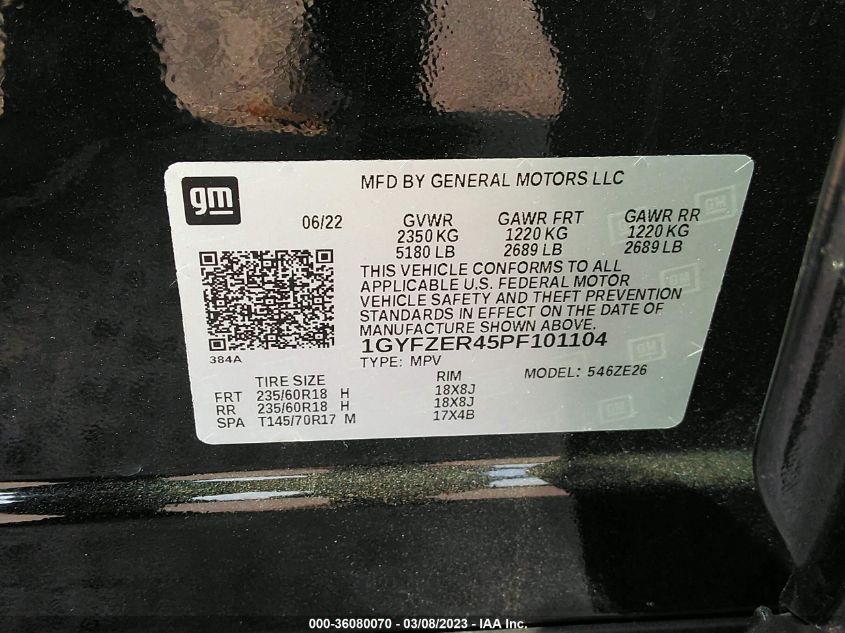 gm
MFD BY GENERAL MOTORS LLC
06/22 GVWR GAWR FRT GAWR RR
2350 KG 1220 KG 1220 KG
5180 LB 2689 LB 2689 LB
THIS VEHICLE CONFORMS TO ALL
APPLICABLE U.S. FEDERAL MOTOR
VEHICLE SAFETY AND THEFT PREVENTION
STANDARDS IN EFFECT ON THE DATE OF
MANUFACTURE SHOWN ABOVE.
384A
1GYFZER45PF101104
TYPE: MPV MODEL: 546ZE26
TIRE SIZE RIM
FRT 235/60R18 H 18X8J
RR 235/60R18 H 18X8J
SPA T145/70R17 M 17X4B
000-36080070 - 03/08/2023 - IAA Inc.